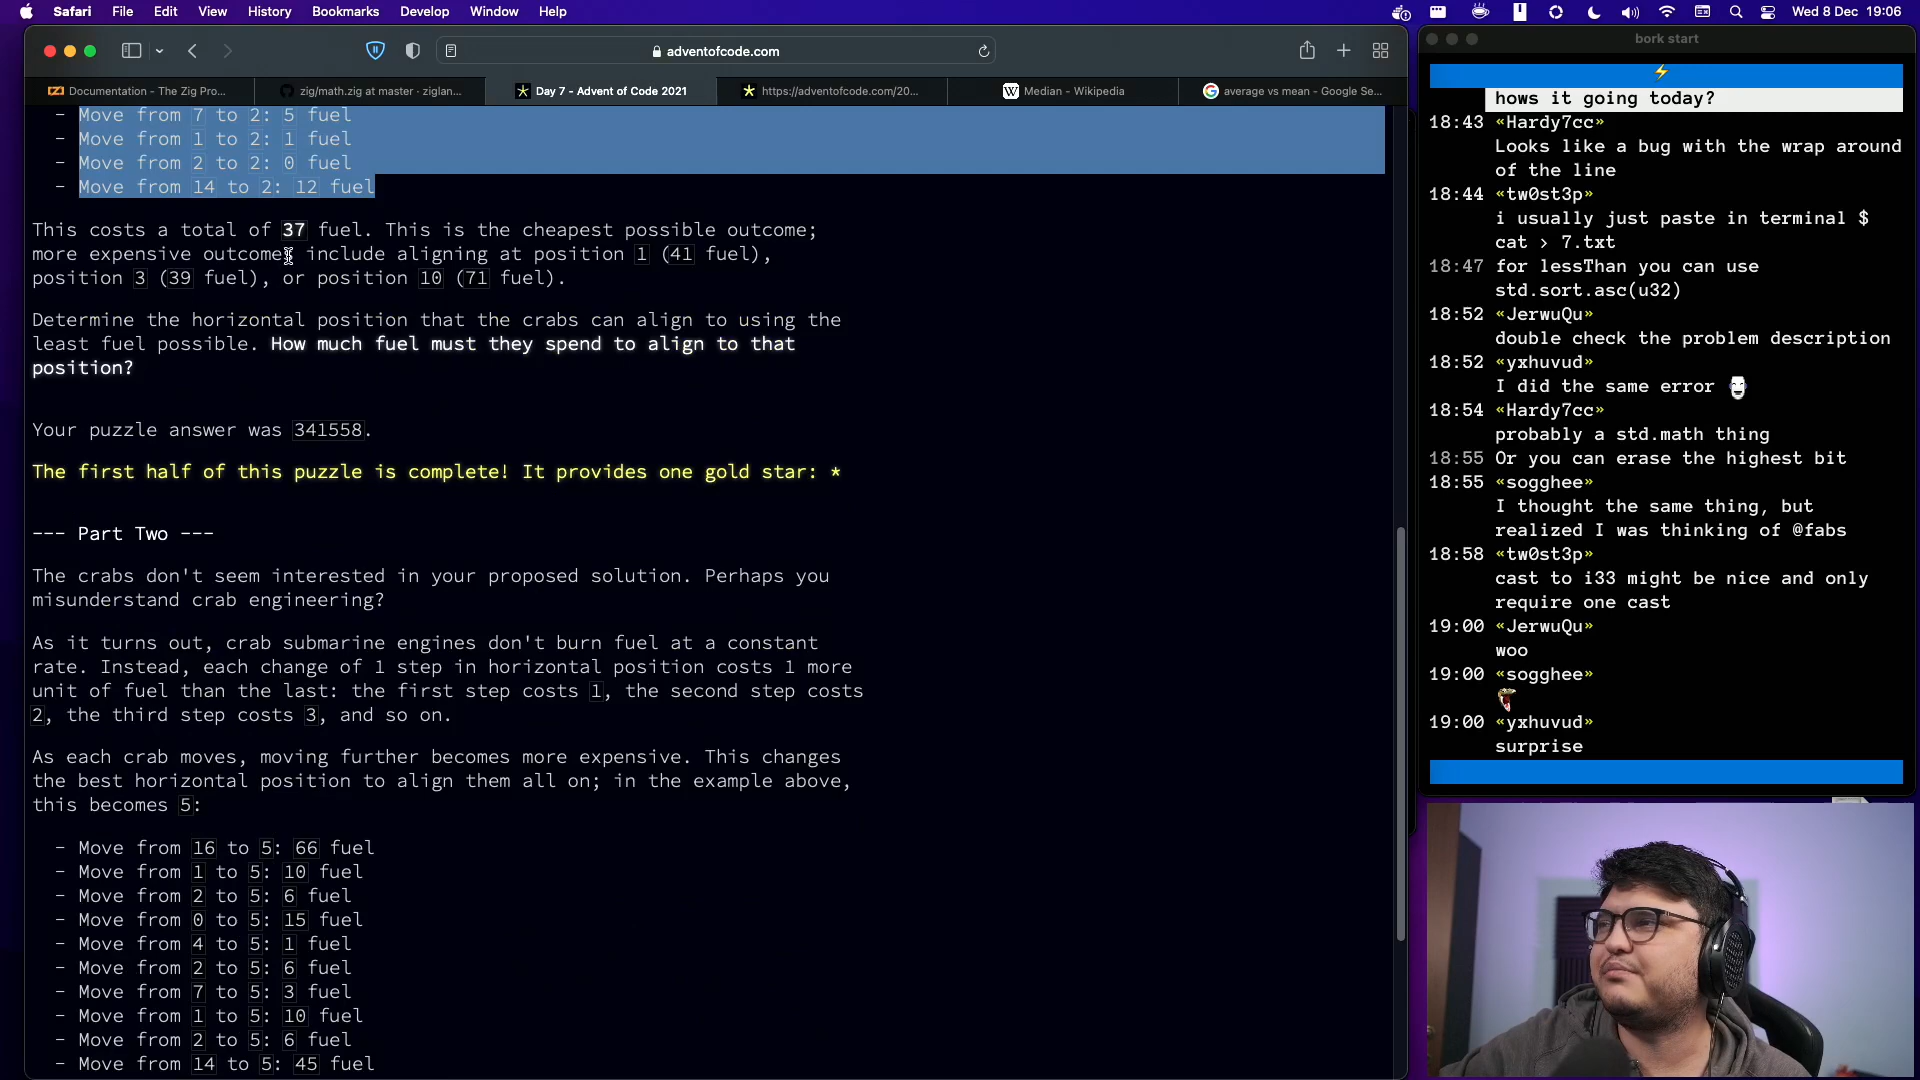 Safari File Edit View History Bookmarks Develop Window Help Wed 8 Dec 19:06
adventofcode.com
Documentation - The Zig Pro... zig/math.zig at master · ziglan... Day 7 - Advent of Code 2021 https://adventofcode.com/20... Median - Wikipedia average vs mean - Google Se...
- Move from 7 to 2: 5 fuel
- Move from 1 to 2: 1 fuel
- Move from 2 to 2: 0 fuel
- Move from 14 to 2: 12 fuel
This costs a total of 37 fuel. This is the cheapest possible outcome;
more expensive outcomes include aligning at position 1 (41 fuel),
position 3 (39 fuel), or position 10 (71 fuel).
Determine the horizontal position that the crabs can align to using the
least fuel possible. How much fuel must they spend to align to that
position?
Your puzzle answer was 341558.
The first half of this puzzle is complete! It provides one gold star: *
--- Part Two ---
The crabs don't seem interested in your proposed solution. Perhaps you
misunderstand crab engineering?
As it turns out, crab submarine engines don't burn fuel at a constant
rate. Instead, each change of 1 step in horizontal position costs 1 more
unit of fuel than the last: the first step costs 1, the second step costs
2, the third step costs 3, and so on.
As each crab moves, moving further becomes more expensive. This changes
the best horizontal position to align them all on; in the example above,
this becomes 5:
- Move from 16 to 5: 66 fuel
- Move from 1 to 5: 10 fuel
- Move from 2 to 5: 6 fuel
- Move from 0 to 5: 15 fuel
- Move from 4 to 5: 1 fuel
- Move from 2 to 5: 6 fuel
- Move from 7 to 5: 3 fuel
- Move from 1 to 5: 10 fuel
- Move from 2 to 5: 6 fuel
- Move from 14 to 5: 45 fuel
bork start
hows it going today?
18:43 «Hardy7cc»
Looks like a bug with the wrap around
of the line
18:44 «tw0st3p»
i usually just paste in terminal $
cat > 7.txt
18:47 for lessThan you can use
std.sort.asc(u32)
18:52 «JerwuQu»
double check the problem description
18:52 «yxhuvud»
I did the same error
18:54 «Hardy7cc»
probably a std.math thing
18:55 Or you can erase the highest bit
18:55 «sogghee»
I thought the same thing, but
realized I was thinking of @fabs
18:58 «tw0st3p»
cast to i33 might be nice and only
require one cast
19:00 «JerwuQu»
woo
19:00 «sogghee»
19:00 «yxhuvud»
surprise